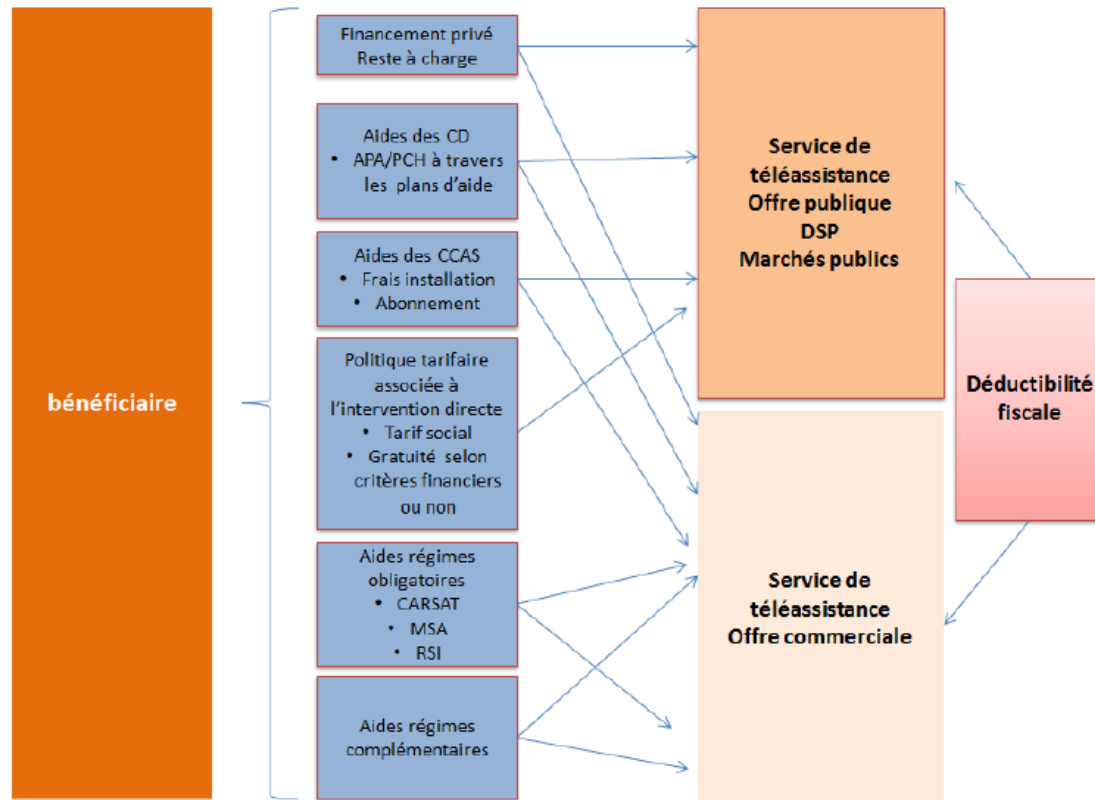 bénéficiaire
Financement privé
Reste à charge
Aides des CD
• APA/PCH à travers
les plans d'aide
Aides des CCAS
• Frais installation
• Abonnement
Politique tarifaire
associée à
l'intervention directe
• Tarif social
• Gratuité selon
critères financiers
ou non
Aides régimes
obligatoires
• CARSAT
• MSA
• RSI
Aides régimes
complémentaires
Service de
téléassistance
Offre publique
DSP
Marchés publics
Service de
téléassistance
Offre commerciale
Déductibilité
fiscale